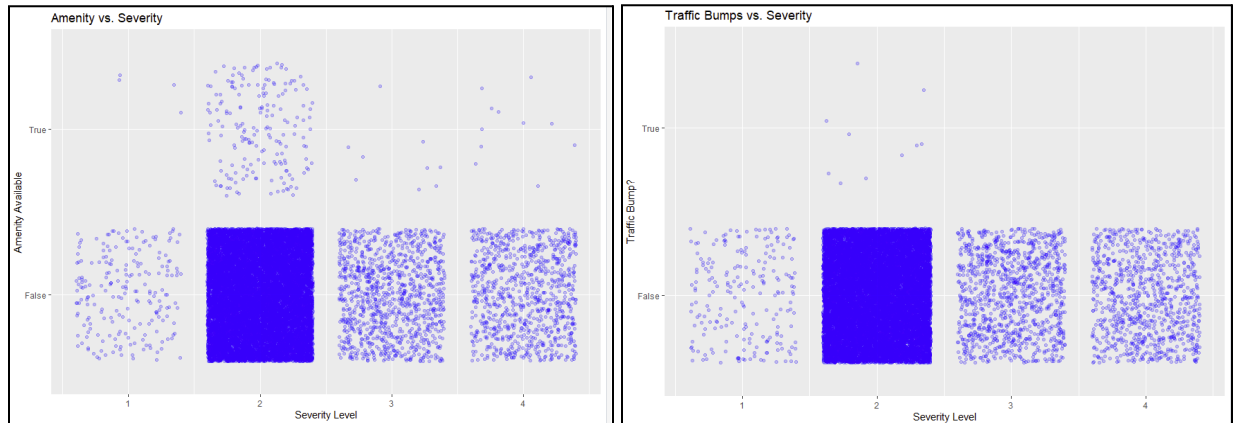 Amenity vs. Severity
Amenity Available
True
False
1 2 3 4
Severity Level
Traffic Bumps vs. Severity
Traffic Bump?
True
False
1 2 3 4
Severity Level